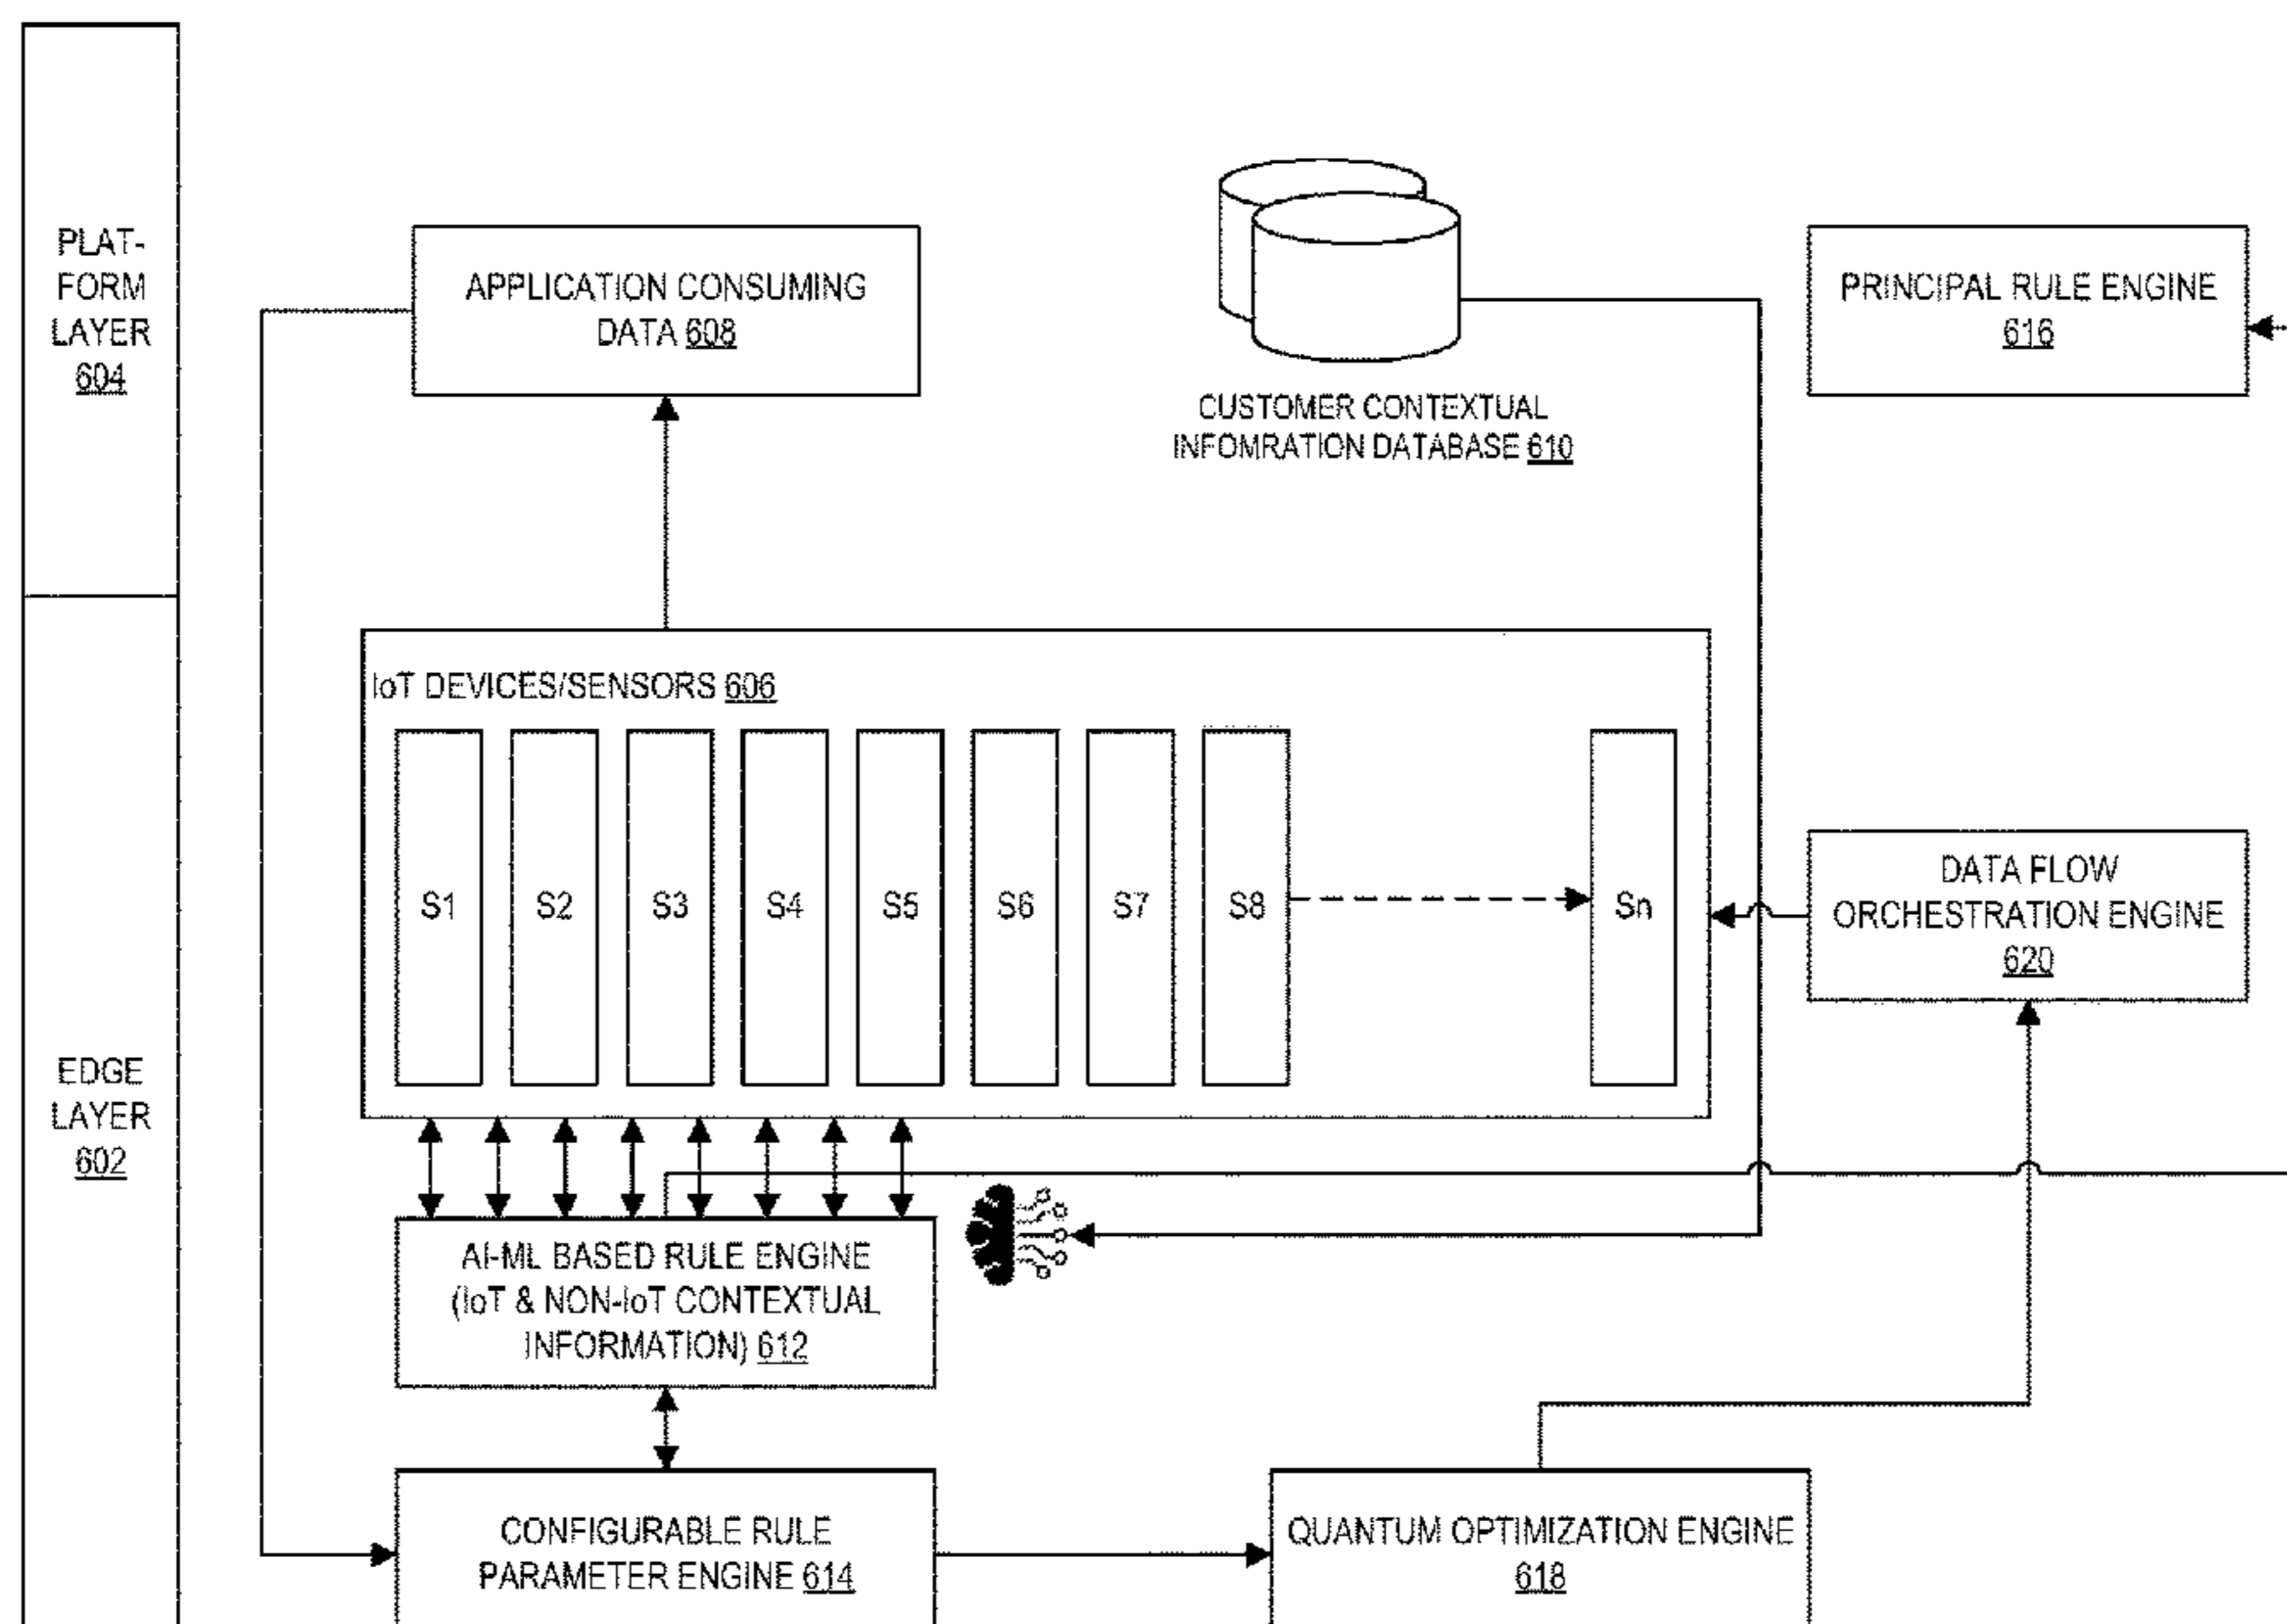 PLAT-
FORM
LAYER
604
APPLICATION CONSUMING
DATA 608
CUSTOMER CONTEXTUAL
INFOMRATION DATABASE 610
PRINCIPAL RULE ENGINE
616
IoT DEVICES/SENSORS 606
S1
S2
S3
S4
S5
S6
S7
S8
Sn
DATA FLOW
ORCHESTRATION ENGINE
620
EDGE
LAYER
602
AI-ML BASED RULE ENGINE
(IoT & NON-IoT CONTEXTUAL
INFORMATION) 612
CONFIGURABLE RULE
PARAMETER ENGINE 614
QUANTUM OPTIMIZATION ENGINE
618